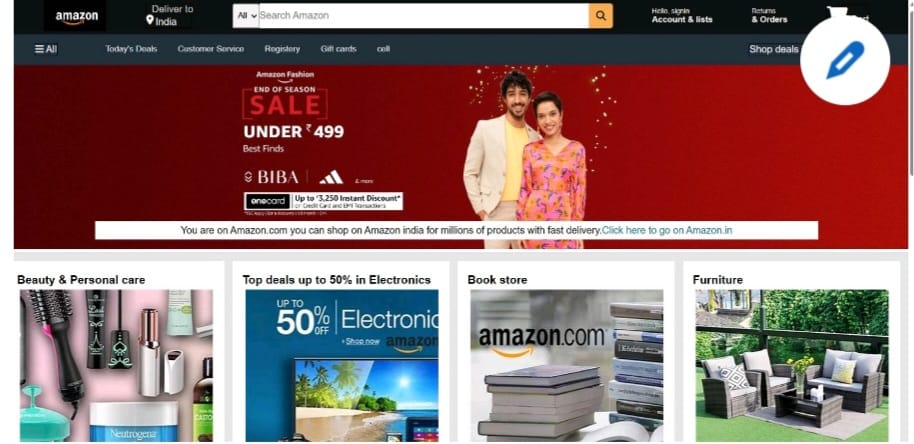 amazon
Deliver to
India
All
Search Amazon
Hello, signin
Account & lists
Returns
& Orders
All
Today's Deals
Customer Service
Registery
Gift cards
cell
Shop deals
Amazon Fashion
END OF SEASON
SALE
UNDER ₹499
Best Finds
BIBA
& more
onecard
Up to ₹3,250 Instant Discount*
on Credit Card and EMI Transactions
You are on Amazon.com you can shop on Amazon india for millions of products with fast delivery.Click here to go on Amazon.in
Beauty & Personal care
Top deals up to 50% in Electronics
Book store
Furniture
UP TO
50% OFF
Electronic
Shop now
amazon
amazon.com
Neutrogena